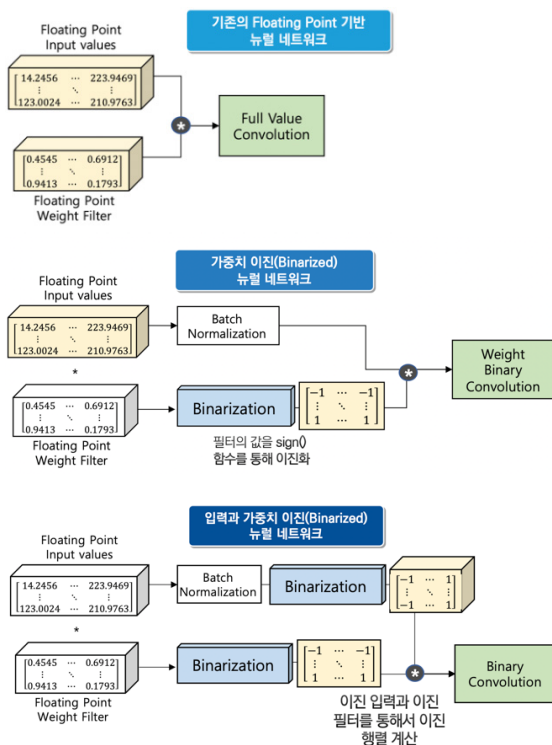 기존의 Floating Point 기반
뉴럴 네트워크
Floating Point
Input values
14.2456 ⋯ 223.9469
⋮ ⋱ ⋮
123.0024 ⋯ 210.9763
*
Full Value
Convolution
0.4545 ⋯ 0.6912
⋮ ⋱ ⋮
0.9413 ⋯ 0.1793
Floating Point
Weight Filter
가중치 이진(Binarized)
뉴럴 네트워크
Floating Point
Input values
14.2456 ⋯ 223.9469
⋮ ⋱ ⋮
123.0024 ⋯ 210.9763
Batch
Normalization
*
*
Weight
Binary
Convolution
0.4545 ⋯ 0.6912
⋮ ⋱ ⋮
0.9413 ⋯ 0.1793
Floating Point
Weight Filter
Binarization
−1 ⋯ −1
⋮ ⋱ ⋮
1 ⋯ 1
필터의 값을 sign()
함수를 통해 이진화
입력과 가중치 이진(Binarized)
뉴럴 네트워크
Floating Point
Input values
14.2456 ⋯ 223.9469
⋮ ⋱ ⋮
123.0024 ⋯ 210.9763
Batch
Normalization
Binarization
−1 ⋯ 1
⋮ ⋱ ⋮
−1 ⋯ 1
*
0.4545 ⋯ 0.6912
⋮ ⋱ ⋮
0.9413 ⋯ 0.1793
Floating Point
Weight Filter
Binarization
−1 ⋯ −1
⋮ ⋱ ⋮
1 ⋯ 1
*
Binary
Convolution
이진 입력과 이진
필터를 통해서 이진
행렬 계산